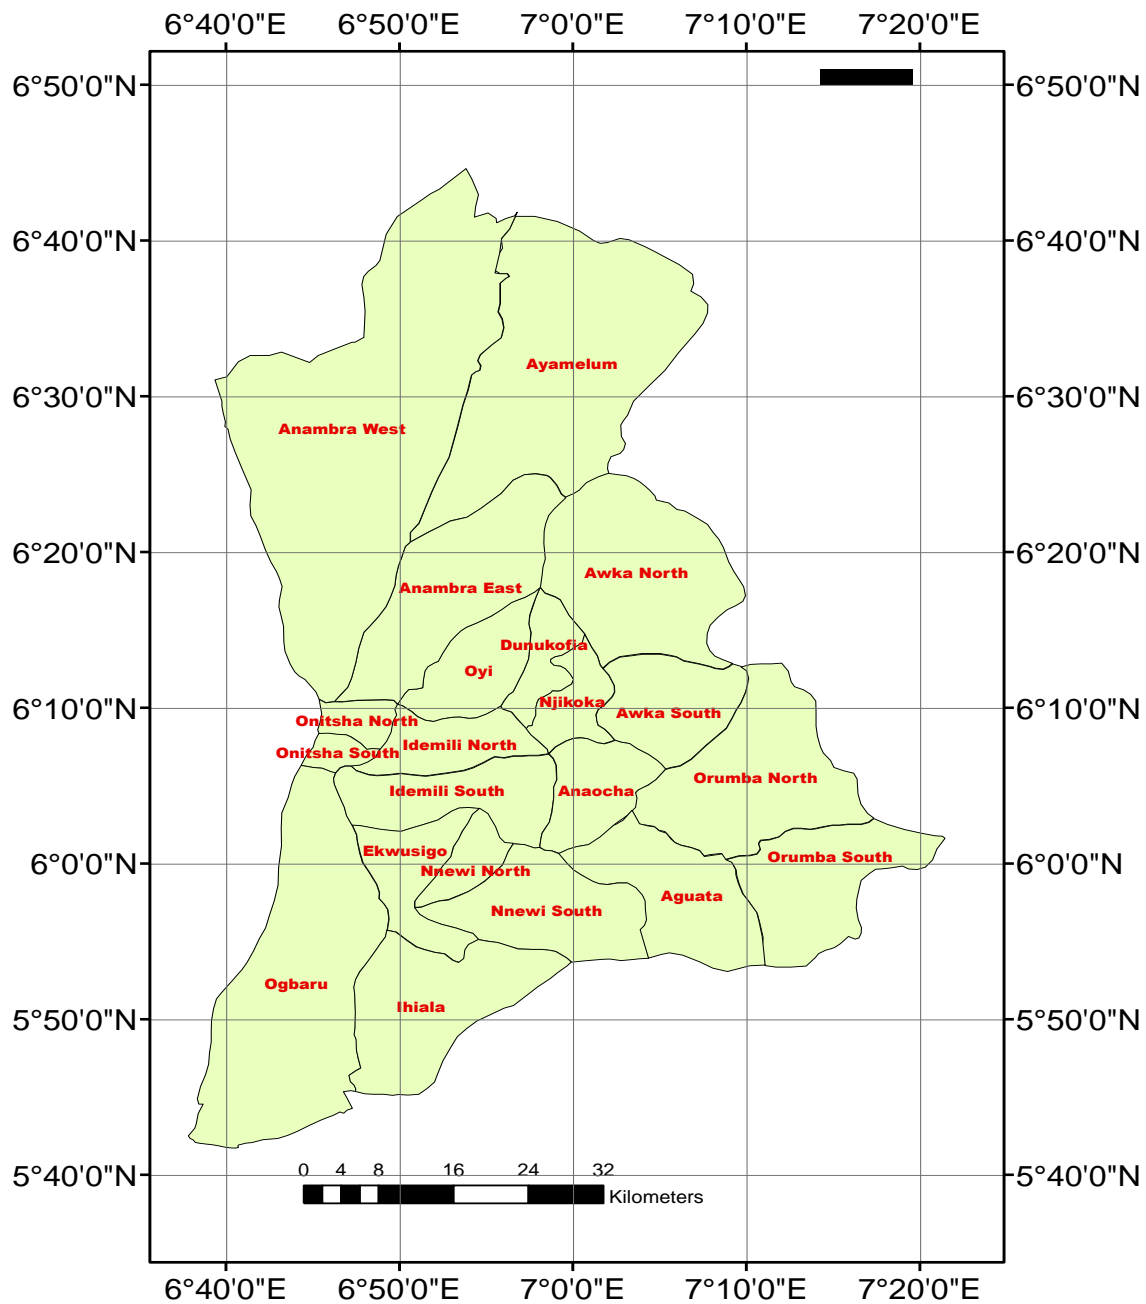 6°40'0"E 6°50'0"E 7°0'0"E 7°10'0"E 7°20'0"E
6°50'0"N 6°50'0"N
6°40'0"N 6°40'0"N
Ayamelum
6°30'0"N 6°30'0"N
Anambra West
6°20'0"N 6°20'0"N
Awka North
Anambra East
Dunukofia
Oyi
Njikoka
6°10'0"N 6°10'0"N
Awka South
Onitsha North
Idemili North
Onitsha South
Orumba North
Idemili South Anaocha
Ekwusigo
Orumba South
6°0'0"N 6°0'0"N
Nnewi North
Aguata
Nnewi South
Ogbaru
Ihiala
5°50'0"N 5°50'0"N
0 4 8 16 24 32
5°40'0"N 5°40'0"N
Kilometers
6°40'0"E 6°50'0"E 7°0'0"E 7°10'0"E 7°20'0"E